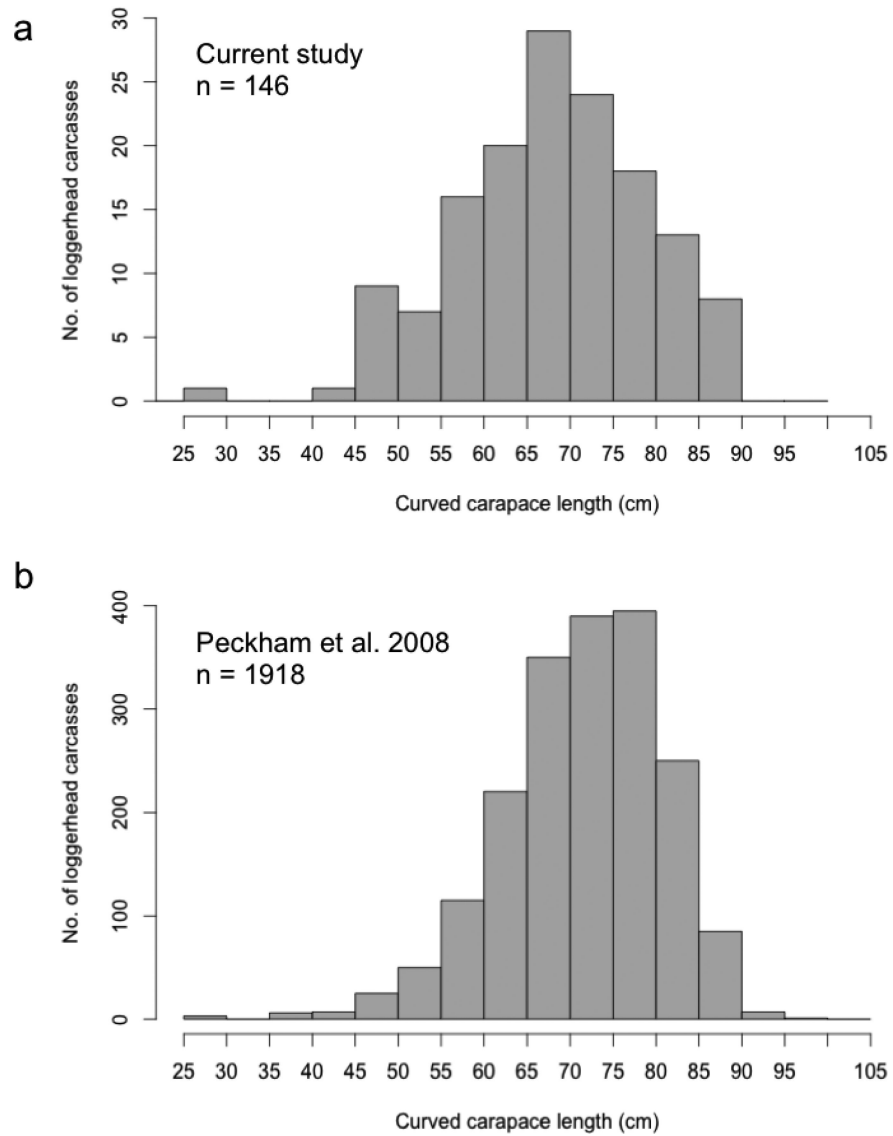 a
Current study
n = 146
No. of loggerhead carcasses
30
25
20
15
10
5
0
25 30 35 40 45 50 55 60 65 70 75 80 85 90 95 105
Curved carapace length (cm)
b
Peckham et al. 2008
n = 1918
No. of loggerhead carcasses
400
300
200
100
0
25 30 35 40 45 50 55 60 65 70 75 80 85 90 95 105
Curved carapace length (cm)